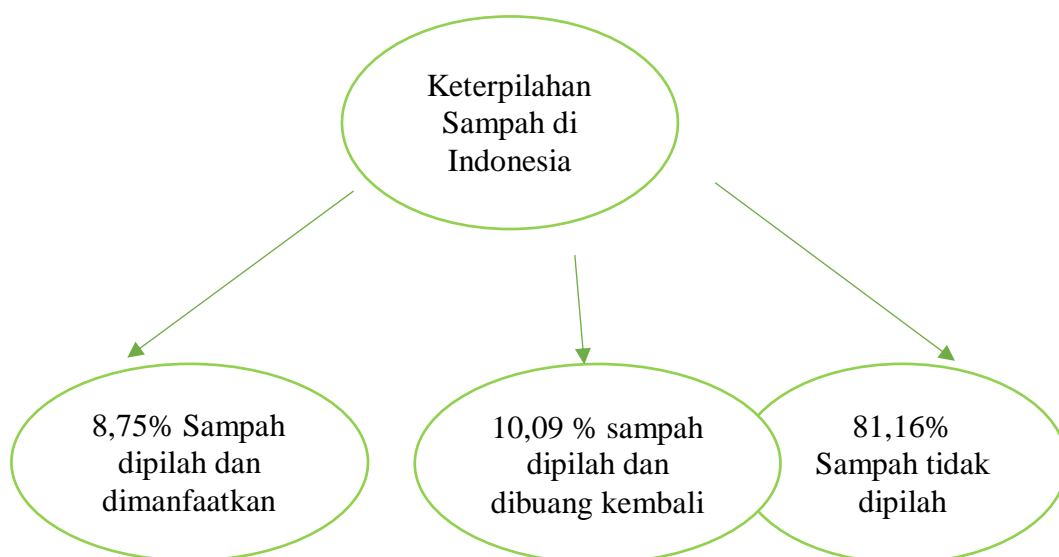 Keterpilahan
Sampah di
Indonesia
8,75% Sampah
dipilah dan
dimanfaatkan
10,09 % sampah
dipilah dan
dibuang kembali
81,16%
Sampah tidak
dipilah